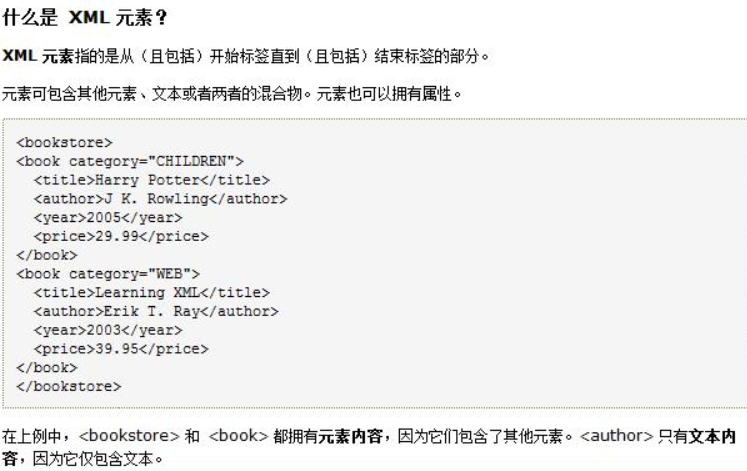 什么是 XML 元素？
XML 元素指的是从（且包括）开始标签直到（且包括）结束标签的部分。
元素可包含其他元素、文本或者两者的混合物。元素也可以拥有属性。
<bookstore>
<book category="CHILDREN">
  <title>Harry Potter</title>
  <author>J K. Rowling</author>
  <year>2005</year>
  <price>29.99</price>
</book>
<book category="WEB">
  <title>Learning XML</title>
  <author>Erik T. Ray</author>
  <year>2003</year>
  <price>39.95</price>
</book>
</bookstore>
在上例中，<bookstore> 和 <book> 都拥有元素内容，因为它们包含了其他元素。<author> 只有文本内
容，因为它仅包含文本。